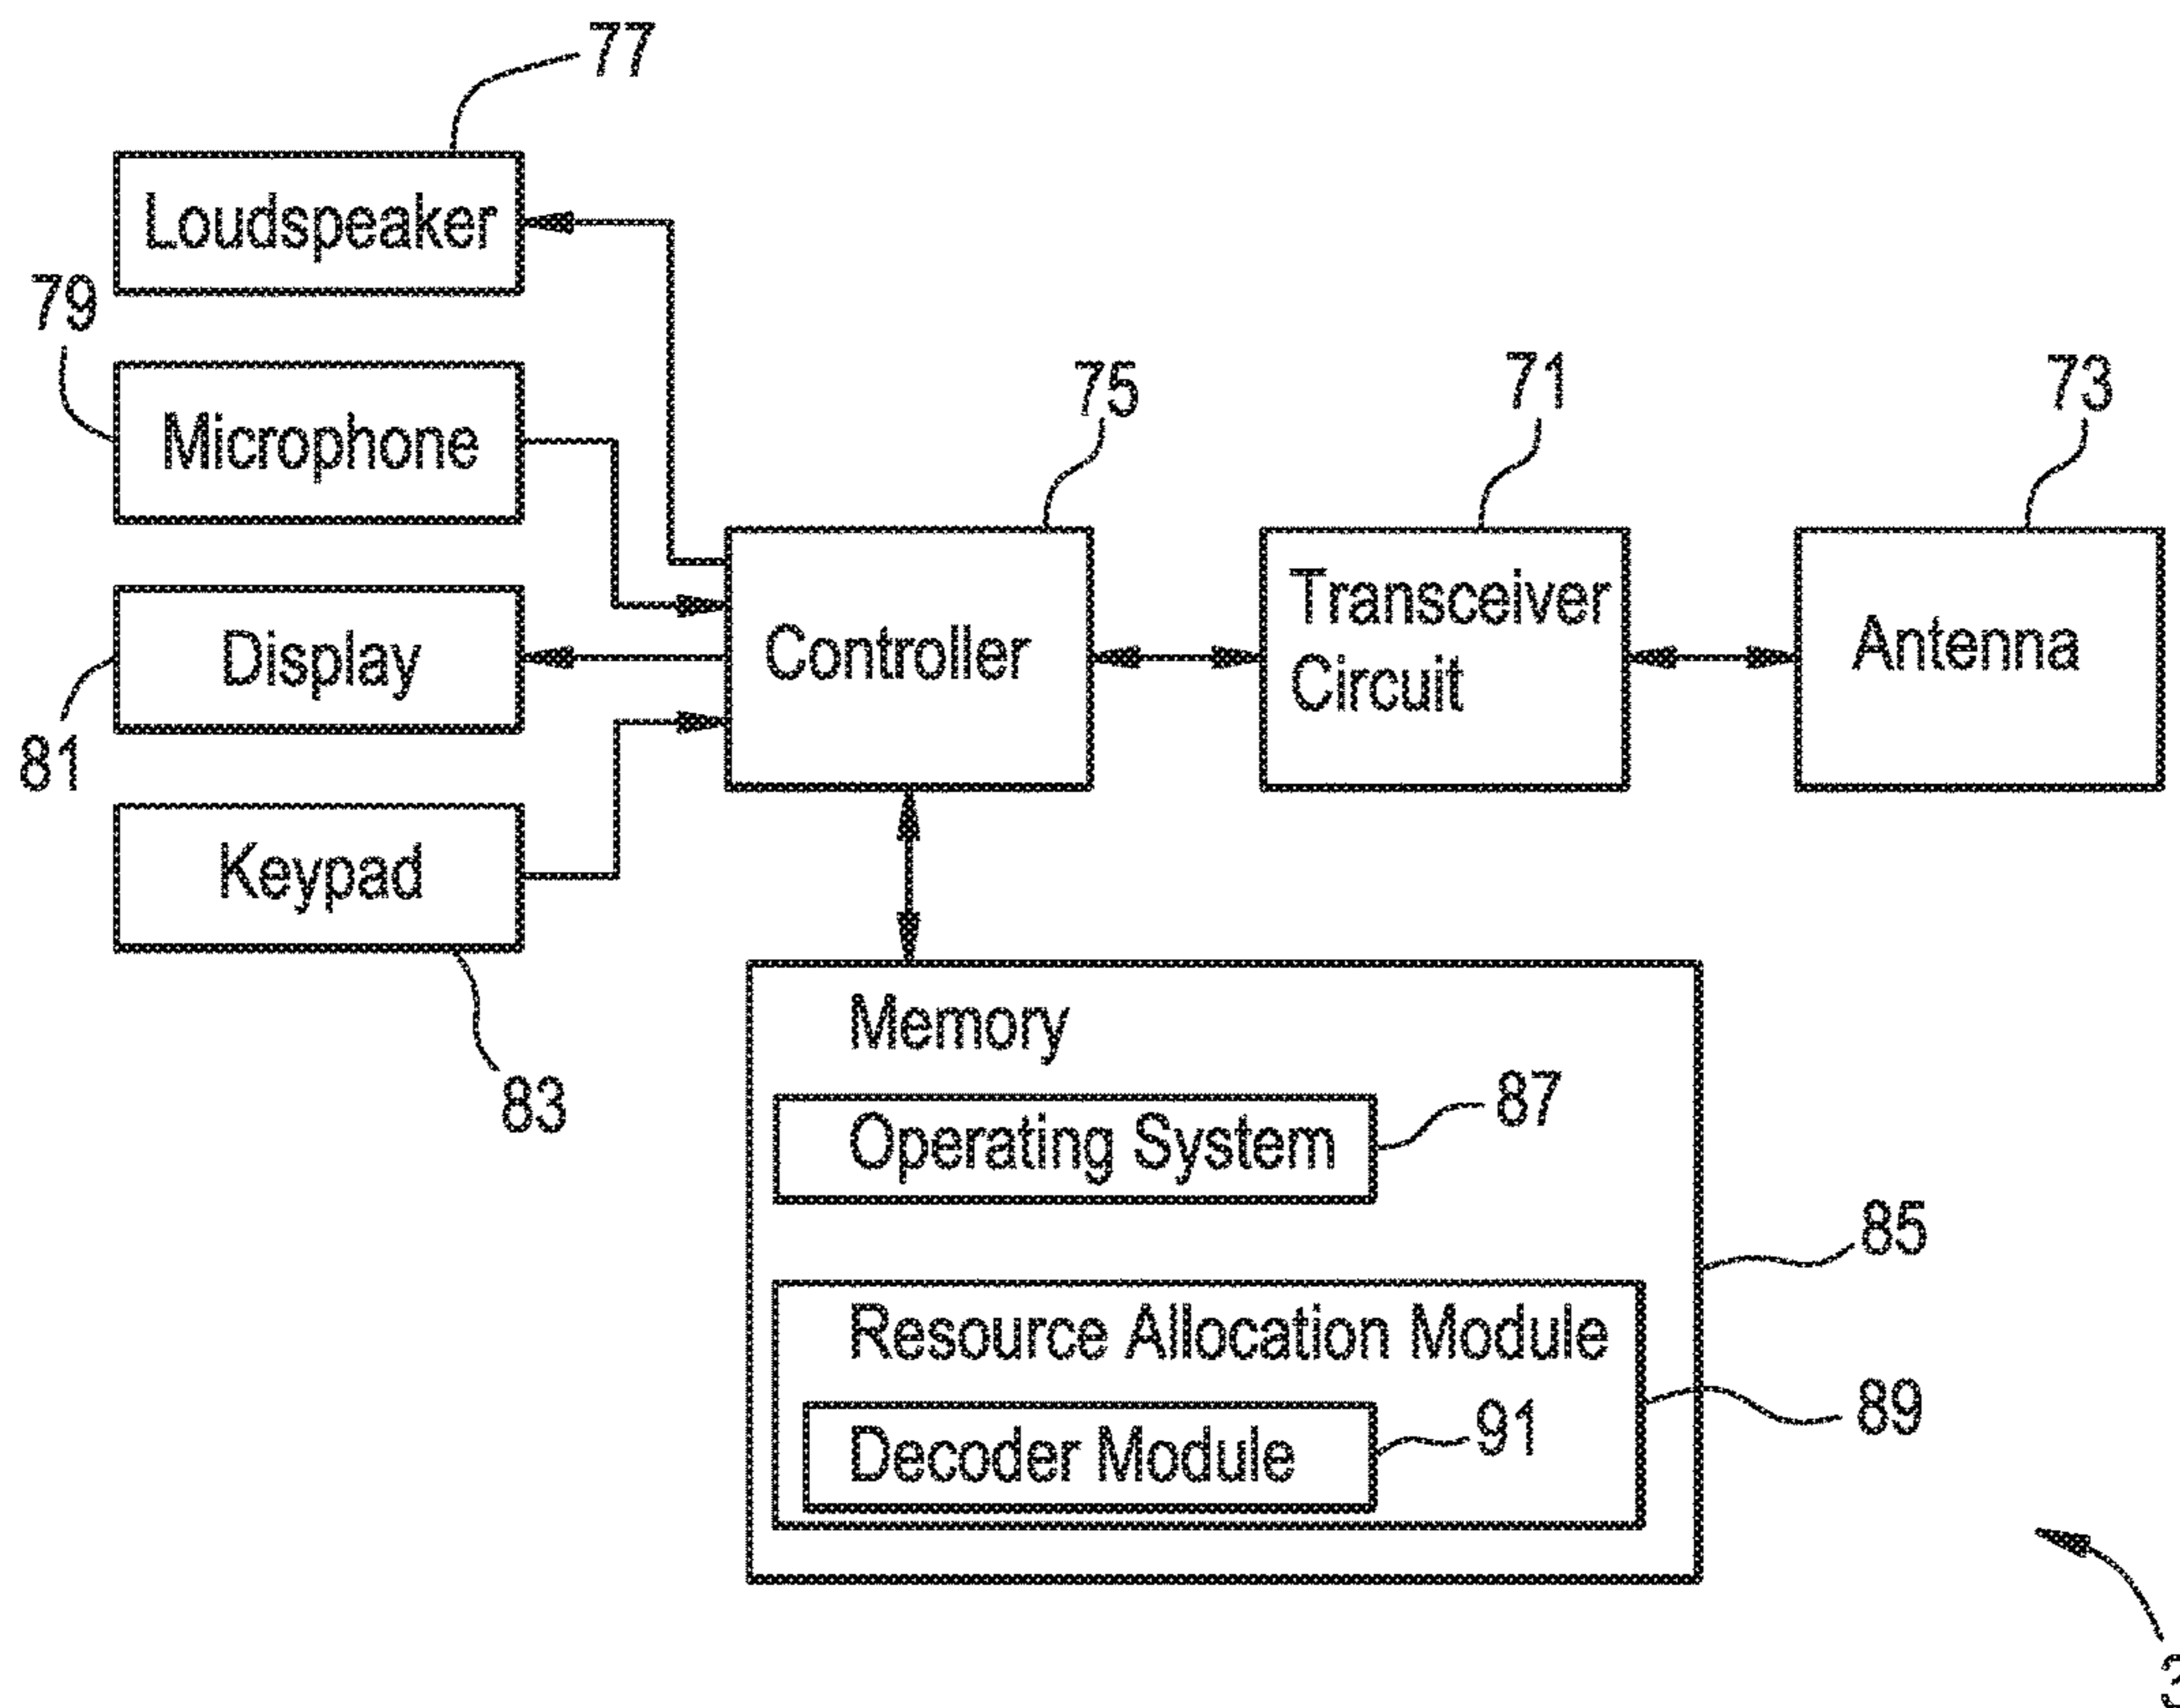 77
Loudspeaker
79
Microphone
75
71
73
Controller
Transceiver
Circuit
Antenna
Display
81
Keypad
83
Memory
Operating System
87
85
Resource Allocation Module
89
Decoder Module
91